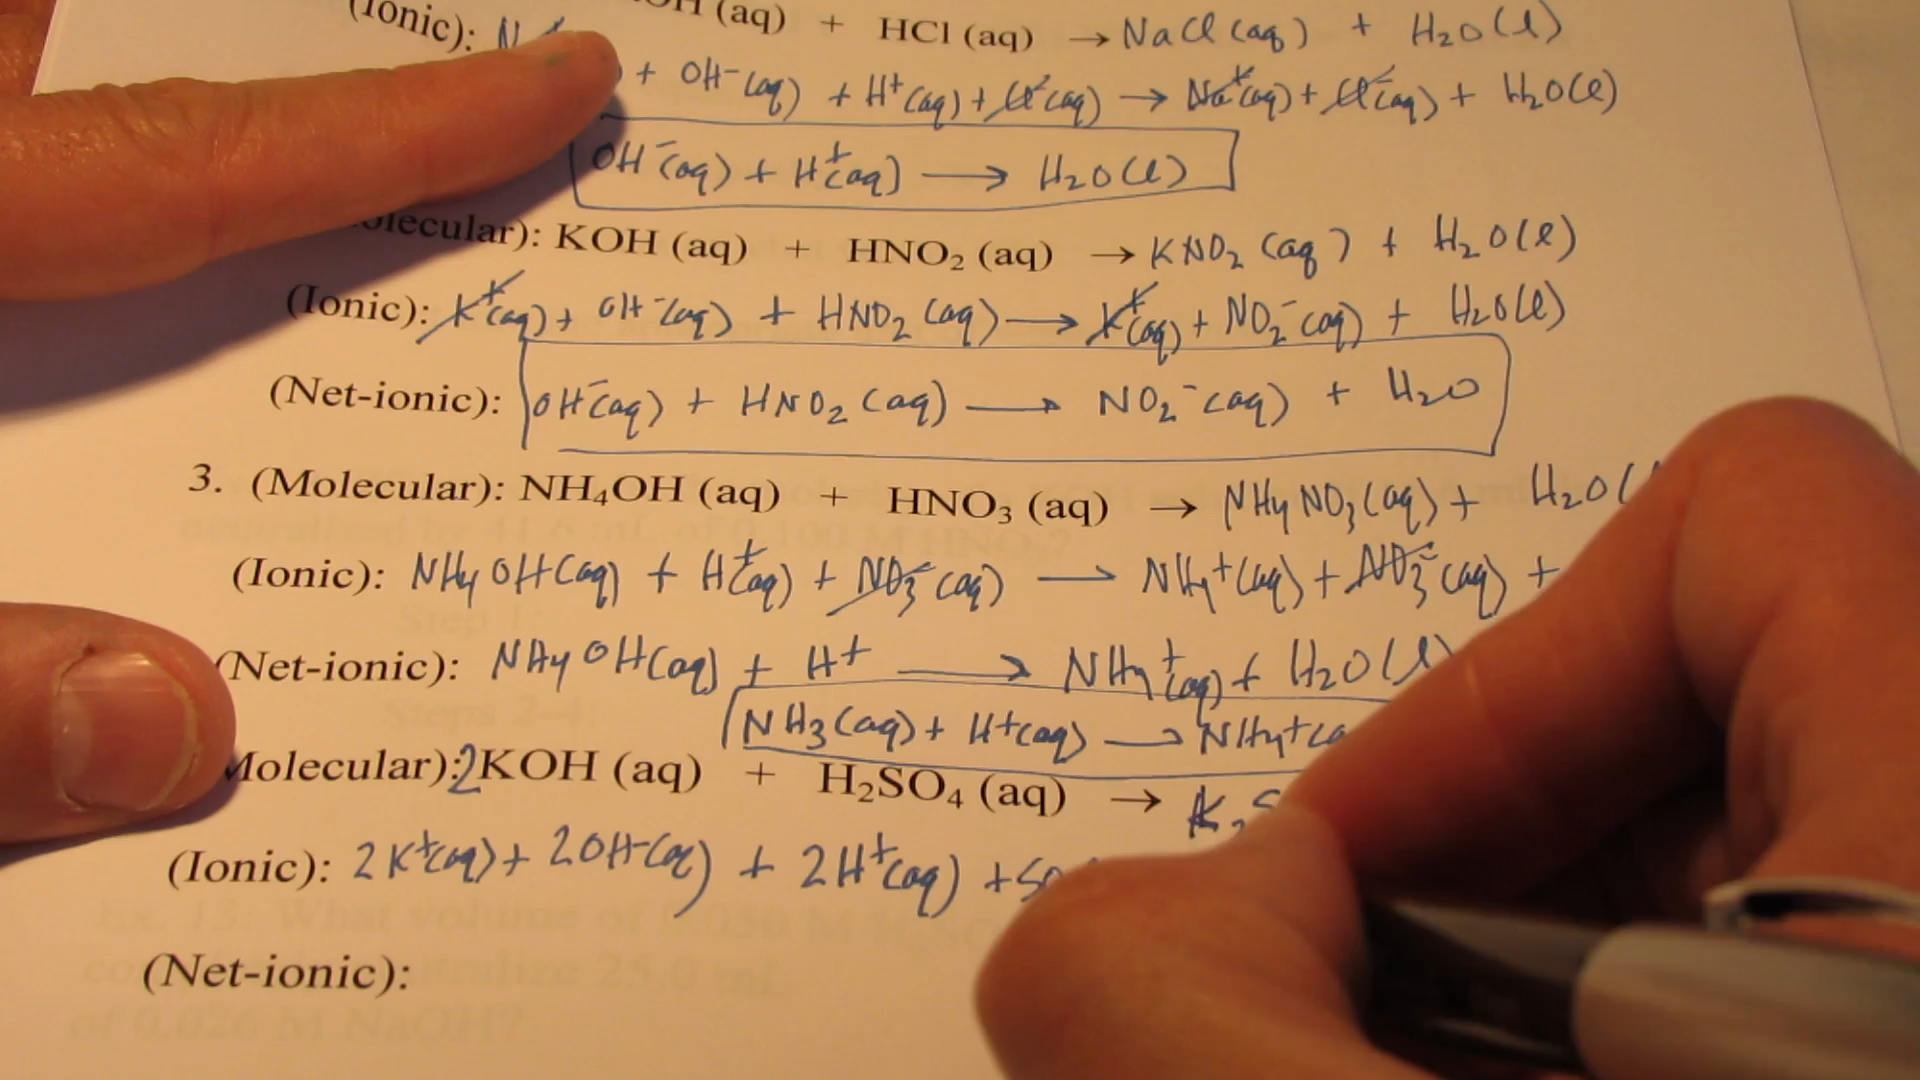 (aq) + HCl (aq) → NaCl (aq) + H₂O (l)
(Ionic): + OH⁻ (aq) + H⁺ (aq) + Cl⁻ (aq) → Na⁺ (aq) + Cl⁻ (aq) + H₂O (l)
OH⁻ (aq) + H⁺ (aq) → H₂O (l)
KOH (aq) + HNO₂ (aq) → KNO₂ (aq) + H₂O (l)
(Ionic): K⁺ (aq) + OH⁻ (aq) + HNO₂ (aq) → K⁺ (aq) + NO₂⁻ (aq) + H₂O (l)
(Net-ionic): OH⁻ (aq) + HNO₂ (aq) → NO₂⁻ (aq) + H₂O
3. (Molecular): NH₄OH (aq) + HNO₃ (aq) → NH₄NO₃ (aq) + H₂O (
(Ionic): NH₄OH (aq) + H⁺ (aq) + NO₃⁻ (aq) → NH₄⁺ (aq) + NO₃⁻ (aq) +
(Net-ionic): NH₄OH (aq) + H⁺ → NH₄⁺ (aq) + H₂O (l)
NH₃ (aq) + H⁺ (aq) → NH₄⁺
Molecular): 2KOH (aq) + H₂SO₄ (aq) → K₂S
(Ionic): 2K⁺ (aq) + 2OH⁻ (aq) + 2H⁺ (aq) + SO
(Net-ionic):